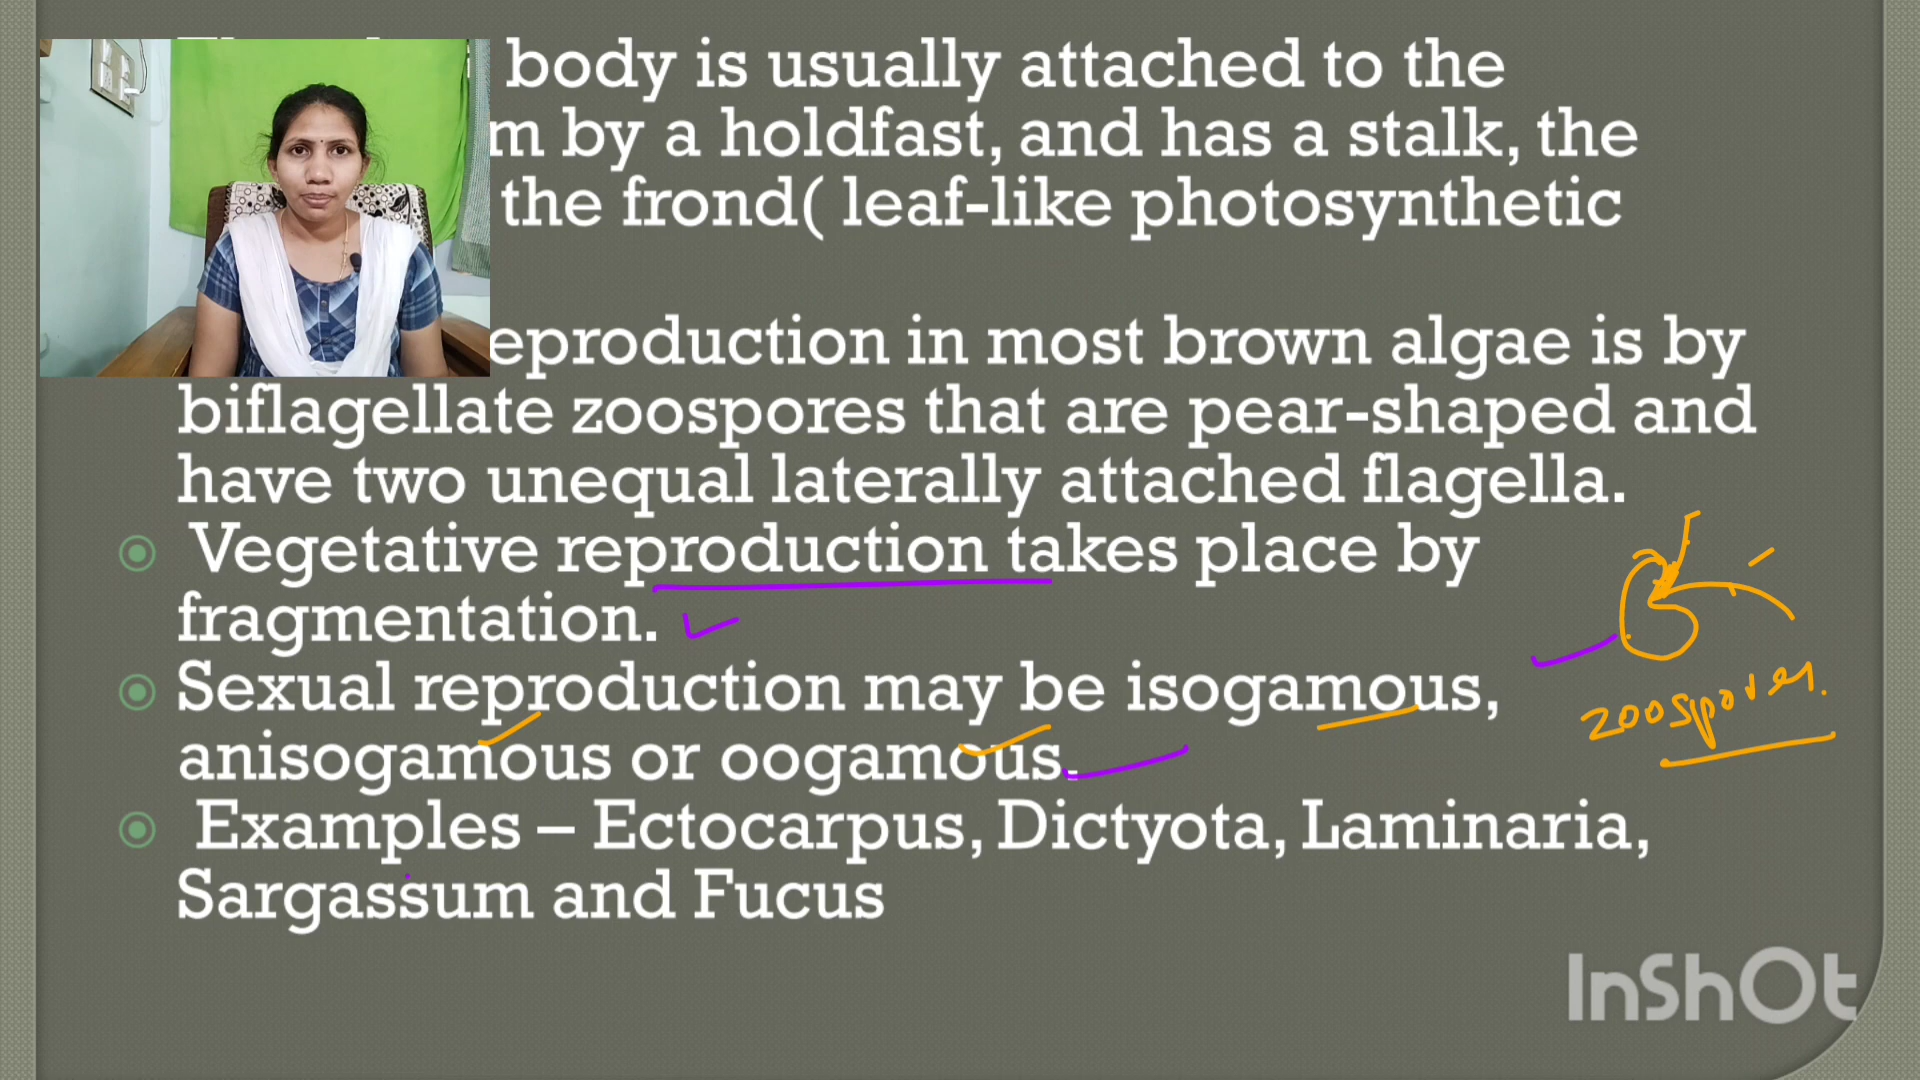 body is usually attached to the
m by a holdfast, and has a stalk, the
the frond( leaf-like photosynthetic
eproduction in most brown algae is by
biflagellate zoospores that are pear-shaped and
have two unequal laterally attached flagella.
Vegetative reproduction takes place by
fragmentation.
Sexual reproduction may be isogamous,
zoospores.
anisogamous or oogamous.
Examples – Ectocarpus, Dictyota, Laminaria,
Sargassum and Fucus
InShOt